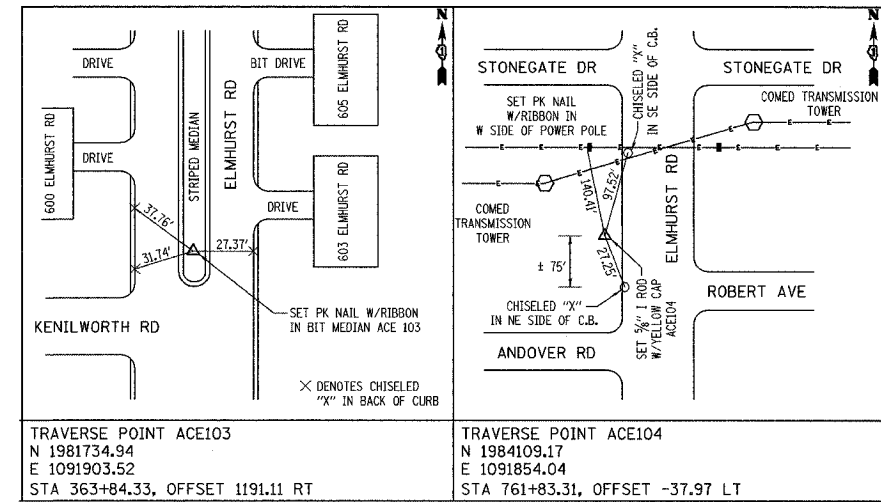 N
DRIVE
BIT DRIVE
605 ELMHURST RD
ELMHURST RD
STRIPED MEDIAN
600 ELMHURST RD
DRIVE
DRIVE
603 ELMHURST RD
37.76'
31.74'
27.37'
SET PK NAIL W/RIBBON
IN BIT MEDIAN ACE 103
KENILWORTH RD
X DENOTES CHISELED
"X" IN BACK OF CURB
TRAVERSE POINT ACE103
N 1981734.94
E 1091903.52
STA 363+84.33, OFFSET 1191.11 RT
N
STONEGATE DR
STONEGATE DR
CHISELED "X"
IN SE SIDE OF C.B.
SET PK NAIL
W/RIBBON IN
W SIDE OF POWER POLE
COMED TRANSMISSION
TOWER
E E E E E E E E
E E E E E E
140.41'
97.52'
ELMHURST RD
COMED
TRANSMISSION
TOWER
± 75'
27.25'
CHISELED "X"
IN NE SIDE OF C.B.
SET ⅝" I ROD
W/YELLOW CAP
ACE104
ROBERT AVE
ANDOVER RD
TRAVERSE POINT ACE104
N 1984109.17
E 1091854.04
STA 761+83.31, OFFSET -37.97 LT